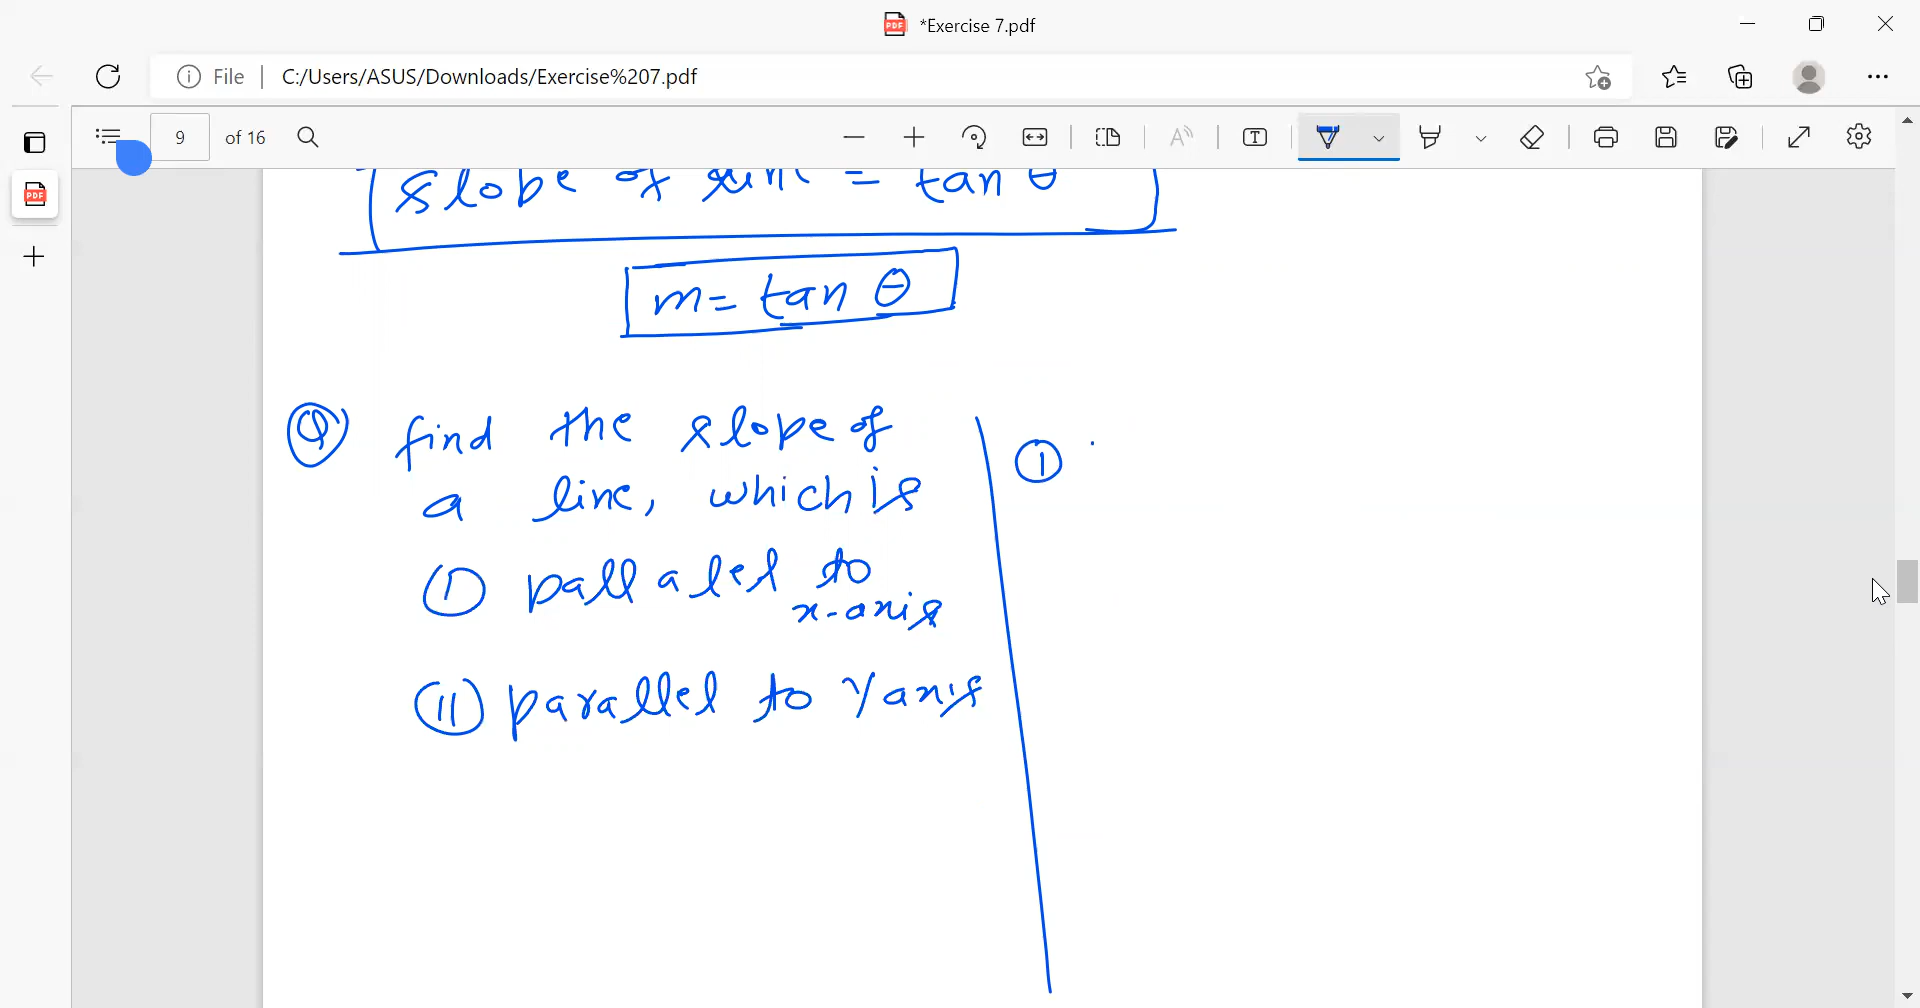 *Exercise 7.pdf
File
C:/Users/ASUS/Downloads/Exercise%207.pdf
9 of 16
slope of line = tan θ
m = tan θ
Q find the slope of
a line, which is
I pallalel to
x-axis
II parallel to Y axis
I